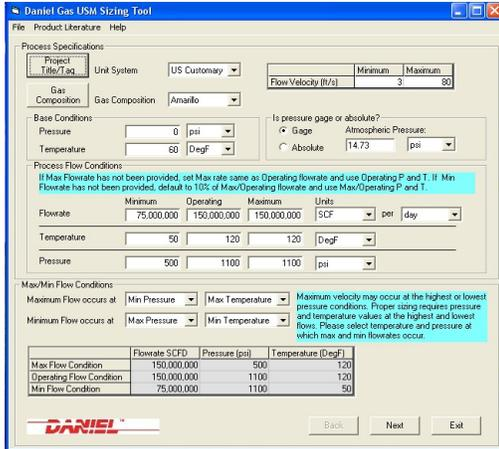 Daniel Gas USM Sizing Tool
File Product Literature Help
Process Specifications
Project Title/Tag
Unit System US Customary
Minimum Maximum
Flow Velocity (ft/s) 3 80
Gas Composition
Gas Composition Amarillo
Base Conditions
Pressure 0 psi
Temperature 60 DegF
Is pressure gage or absolute?
Gage
Absolute
Atmospheric Pressure:
14.73 psi
Process Flow Conditions
If Max Flowrate has not been provided, set Max rate same as Operating flowrate and use Operating P and T. If Min
Flowrate has not been provided, default to 10% of Max/Operating flowrate and use Max/Operating P and T.
Minimum Operating Maximum Units
Flowrate 75,000,000 150,000,000 150,000,000 SCF per day
Temperature 50 120 120 DegF
Pressure 500 1100 1100 psi
Max/Min Flow Conditions
Maximum Flow occurs at Min Pressure Max Temperature
Minimum Flow occurs at Max Pressure Min Temperature
Maximum velocity may occur at the highest or lowest
pressure conditions. Proper sizing requires pressure
and temperature values at the highest and lowest
flows. Please select temperature and pressure at
which max and min flowrates occur.
Flowrate SCFD Pressure (psi) Temperature (DegF)
Max Flow Condition 150,000,000 500 120
Operating Flow Condition 150,000,000 1100 120
Min Flow Condition 75,000,000 1100 50
DANIEL
Back Next Exit